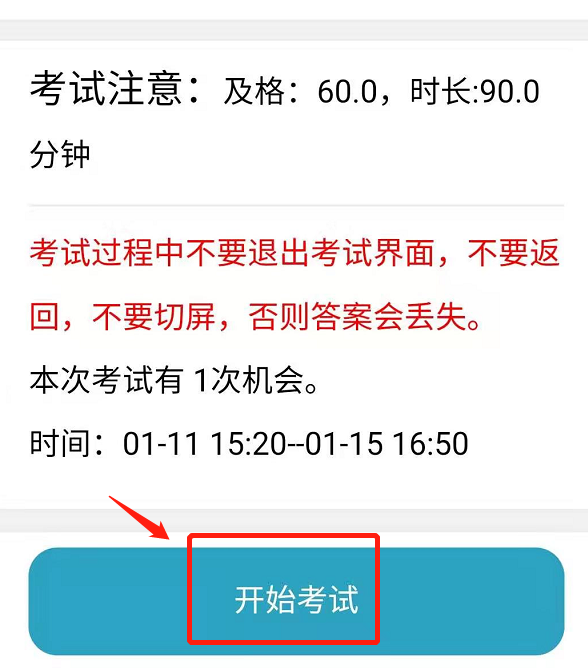 考试注意：及格：60.0，时长:90.0
分钟
考试过程中不要退出考试界面，不要返
回，不要切屏，否则答案会丢失。
本次考试有 1次机会。
时间：01-11 15:20--01-15 16:50
开始考试